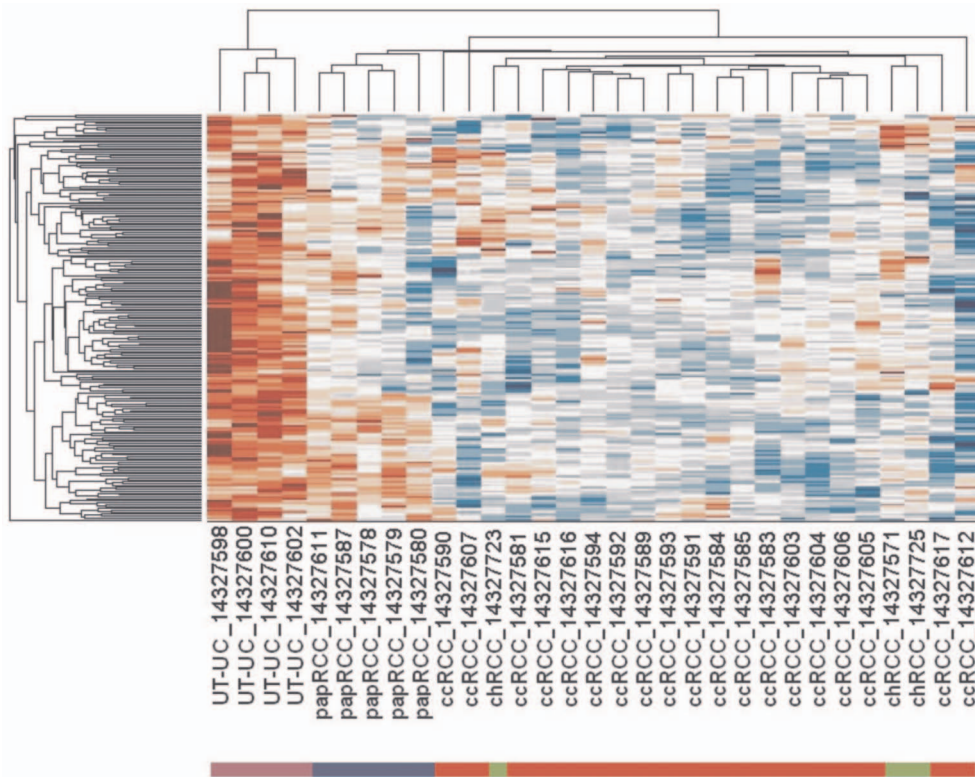 UT-UC_14327598
UT-UC_14327600
UT-UC_14327610
UT-UC_14327602
papRCC_14327611
papRCC_14327587
papRCC_14327578
papRCC_14327579
papRCC_14327580
ccRCC_14327590
ccRCC_14327607
chRCC_14327723
ccRCC_14327581
ccRCC_14327615
ccRCC_14327616
ccRCC_14327594
ccRCC_14327592
ccRCC_14327589
ccRCC_14327593
ccRCC_14327591
ccRCC_14327584
ccRCC_14327585
ccRCC_14327583
ccRCC_14327603
ccRCC_14327604
ccRCC_14327606
ccRCC_14327605
chRCC_14327571
chRCC_14327725
ccRCC_14327617
ccRCC_14327612